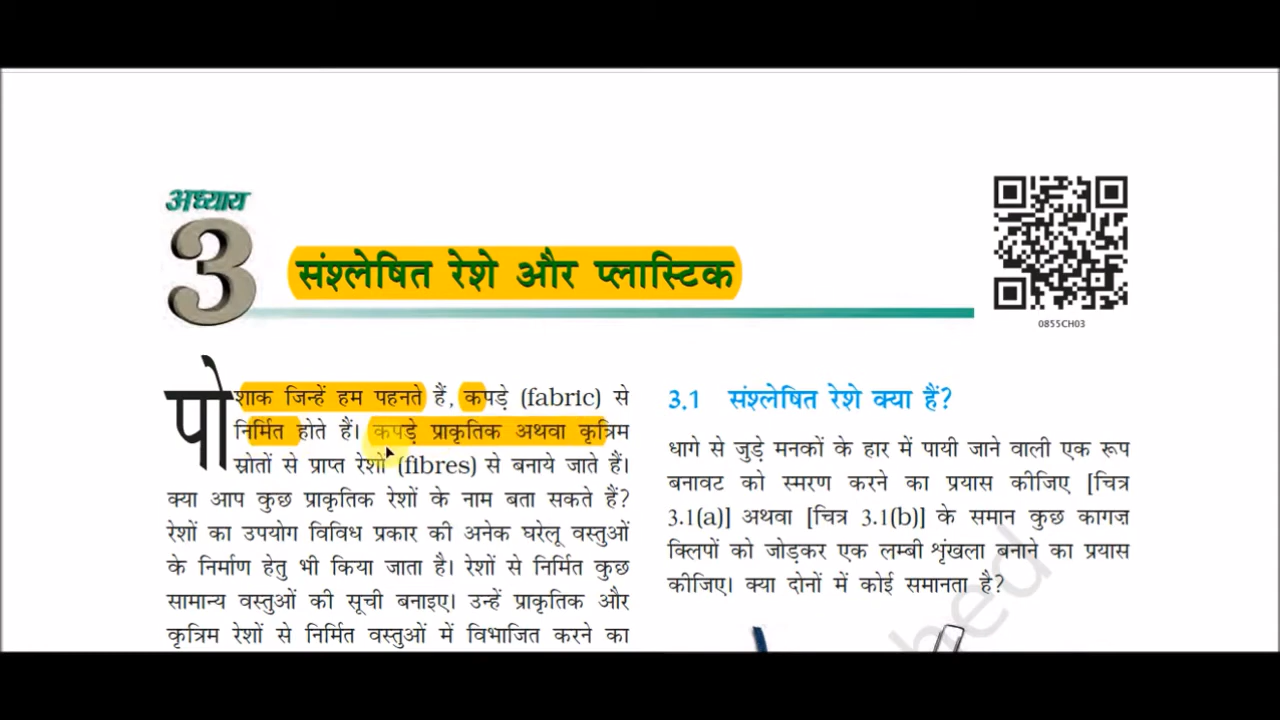 अध्याय
3
संश्लेषित रेशे और प्लास्टिक
0855CH03
पोशाक जिन्हें हम पहनते हैं, कपड़े (fabric) से
निर्मित होते हैं। कपड़े प्राकृतिक अथवा कृत्रिम
स्रोतों से प्राप्त रेशों (fibres) से बनाये जाते हैं।
क्या आप कुछ प्राकृतिक रेशों के नाम बता सकते हैं?
रेशों का उपयोग विविध प्रकार की अनेक घरेलू वस्तुओं
के निर्माण हेतु भी किया जाता है। रेशों से निर्मित कुछ
सामान्य वस्तुओं की सूची बनाइए। उन्हें प्राकृतिक और
कृत्रिम रेशों से निर्मित वस्तुओं में विभाजित करने का
3.1 संश्लेषित रेशे क्या हैं?
धागे से जुड़े मनकों के हार में पायी जाने वाली एक रूप
बनावट को स्मरण करने का प्रयास कीजिए [चित्र
3.1(a)] अथवा [चित्र 3.1(b)] के समान कुछ कागज
क्लिपों को जोड़कर एक लम्बी शृंखला बनाने का प्रयास
कीजिए। क्या दोनों में कोई समानता है?